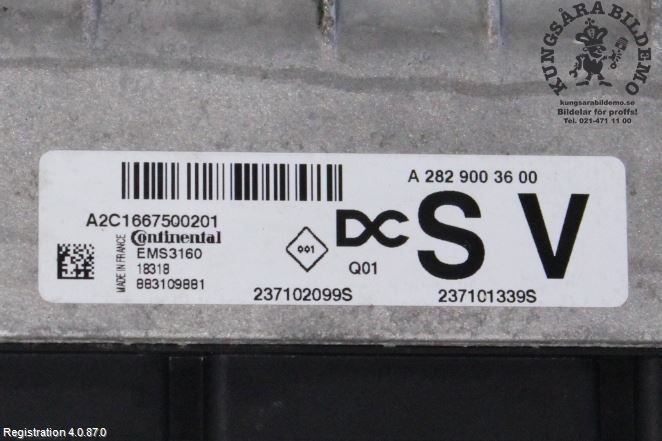 KUNGSÄRA BILDEMO
kungsarabildemo.se
Bildelar för proffs!
Tel. 021-471 11 00
A 282 900 36 00
A2C1667500201
MADE IN FRANCE
Continental
EMS3160
18318
883109881
001
DC
Q01
S V
237102099S
237101339S
Registration 4.0.87.0